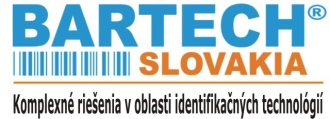 BARTECH®
SLOVAKIA
Komplexné riešenia v oblasti identifikačných technológií